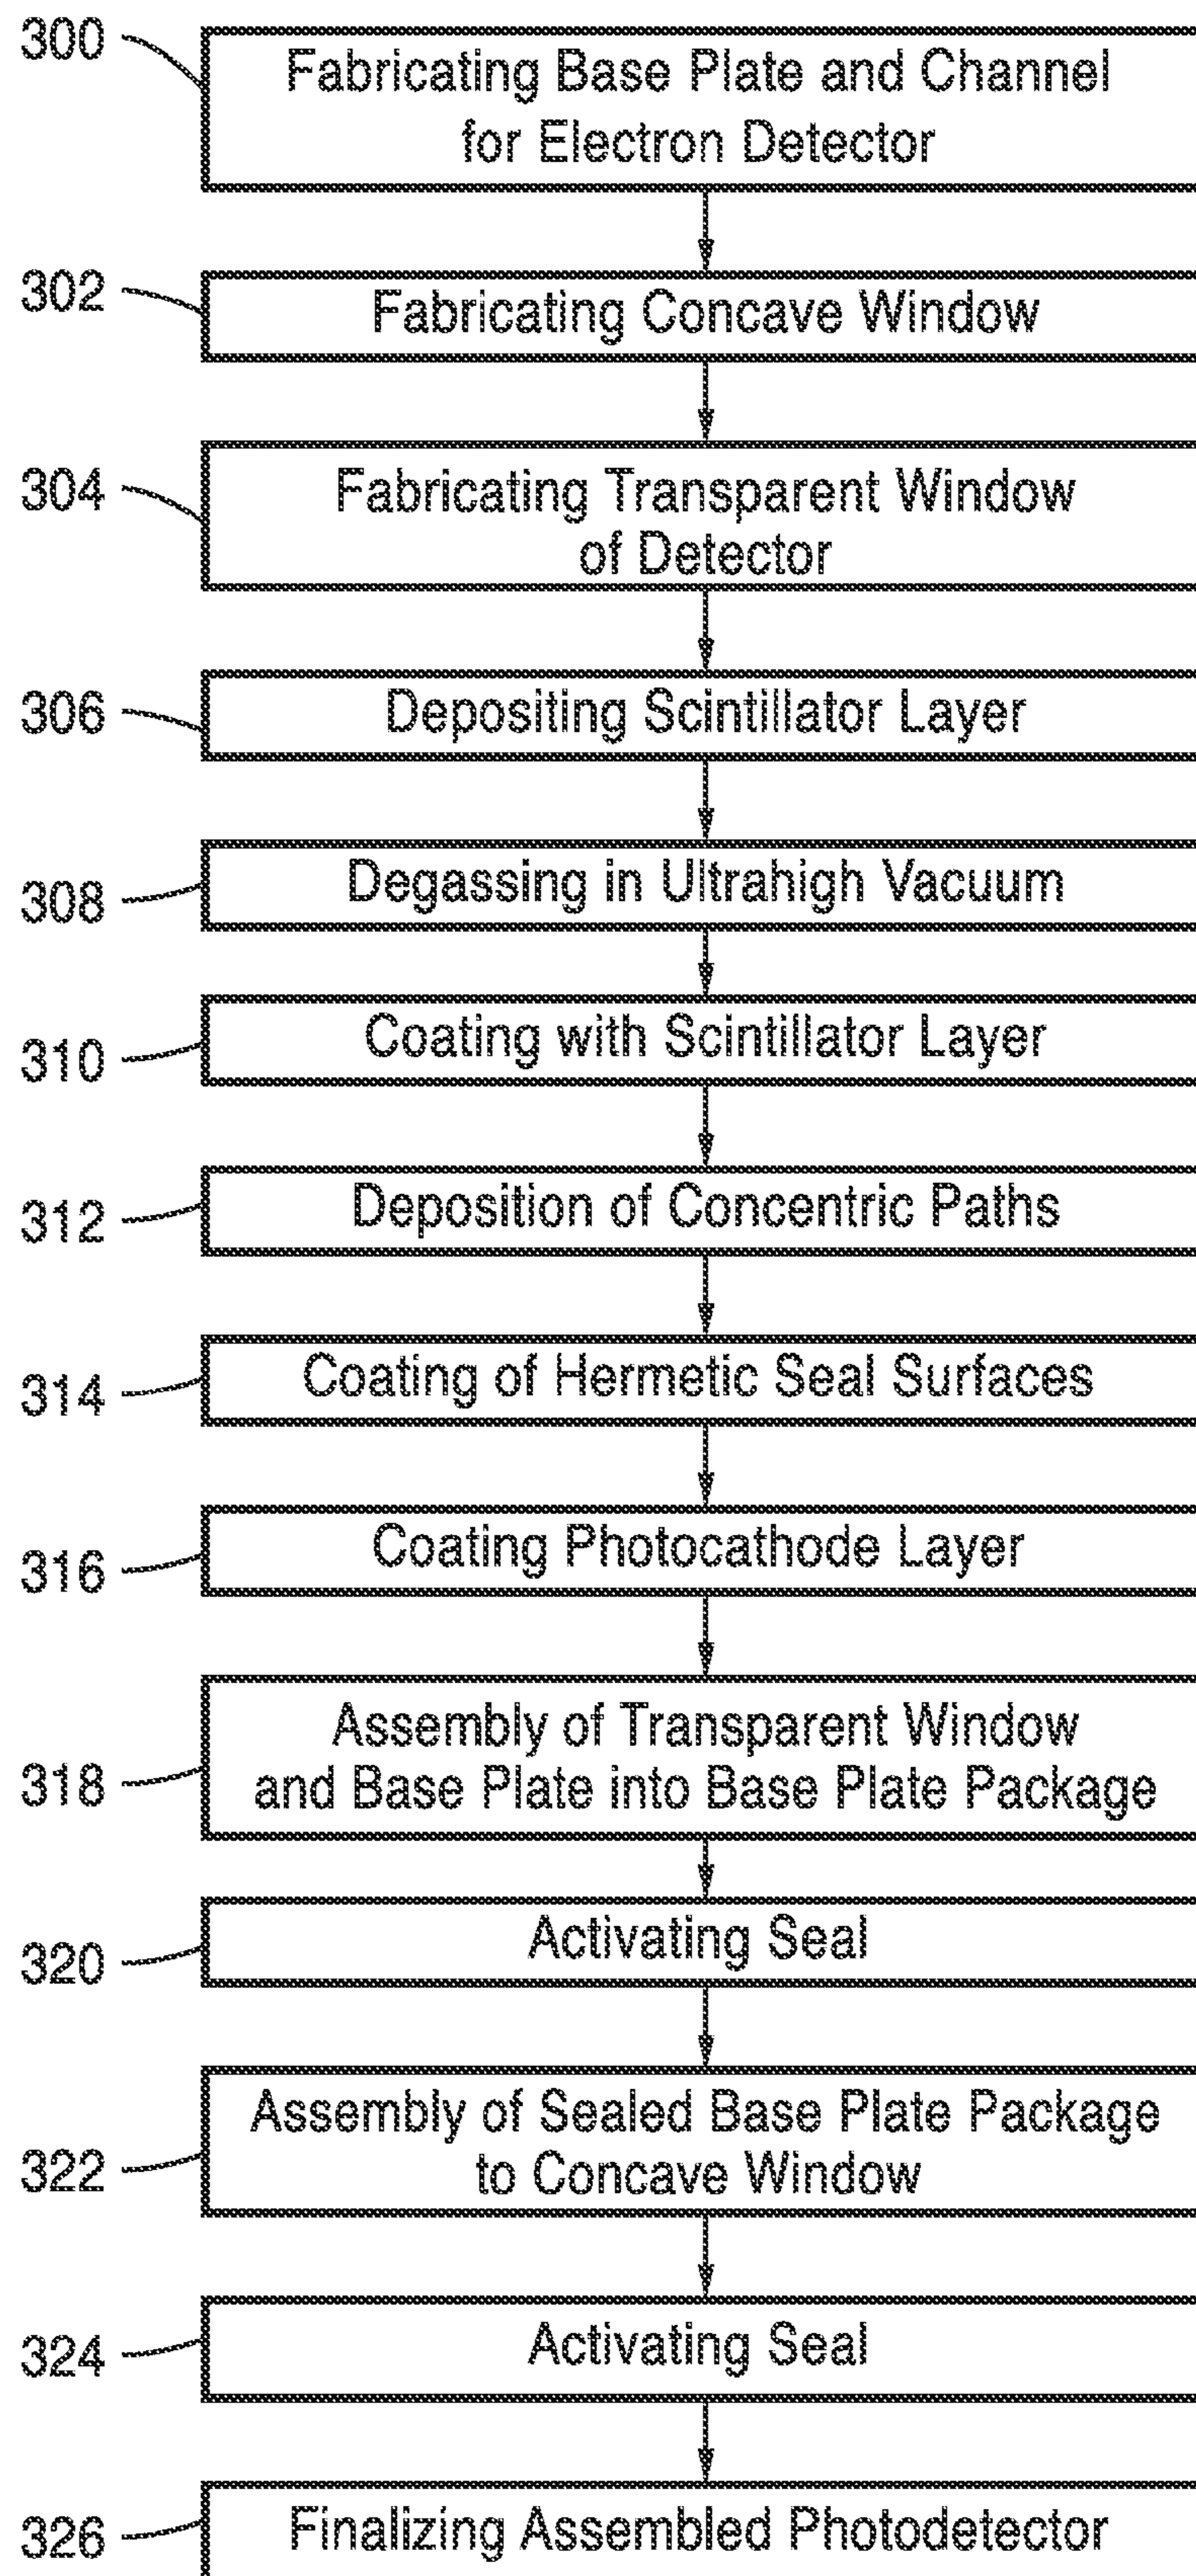 300
Fabricating Base Plate and Channel
for Electron Detector
302
Fabricating Concave Window
304
Fabricating Transparent Window
of Detector
306
Depositing Scintillator Layer
308
Degassing in Ultrahigh Vacuum
310
Coating with Scintillator Layer
312
Deposition of Concentric Paths
314
Coating of Hermetic Seal Surfaces
316
Coating Photocathode Layer
318
Assembly of Transparent Window
and Base Plate into Base Plate Package
320
Activating Seal
322
Assembly of Sealed Base Plate Package
to Concave Window
324
Activating Seal
326
Finalizing Assembled Photodetector